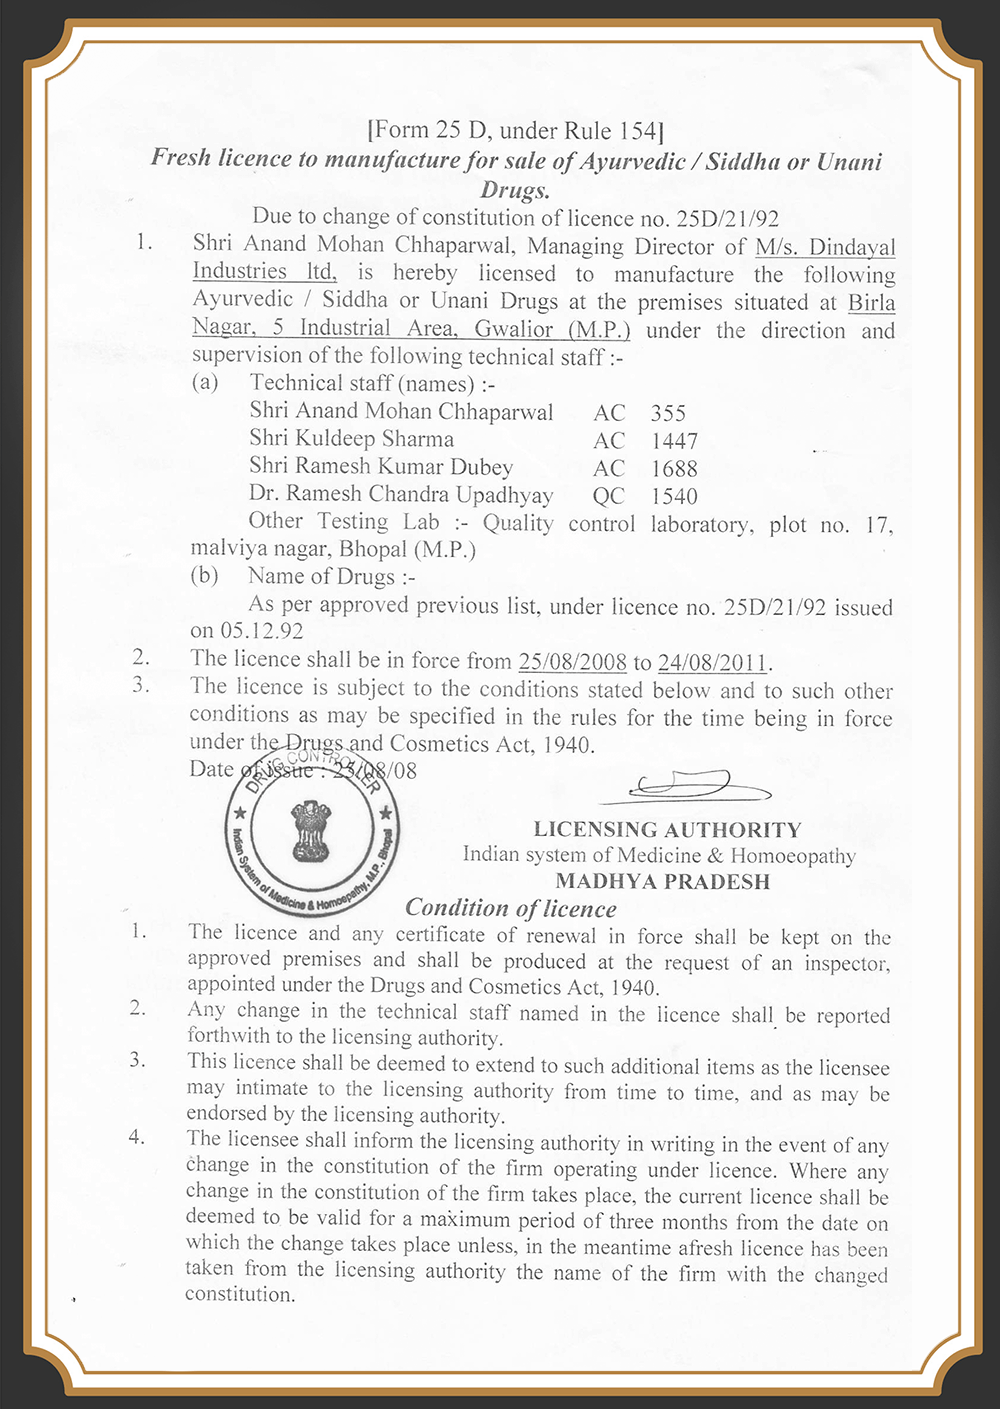 [Form 25 D, under Rule 154]
Fresh licence to manufacture for sale of Ayurvedic / Siddha or Unani
Drugs.
Due to change of constitution of licence no. 25D/21/92
1. Shri Anand Mohan Chhaparwal, Managing Director of M/s. Dindayal
Industries ltd, is hereby licensed to manufacture the following
Ayurvedic / Siddha or Unani Drugs at the premises situated at Birla
Nagar, 5 Industrial Area, Gwalior (M.P.) under the direction and
supervision of the following technical staff :-
(a) Technical staff (names) :-
Shri Anand Mohan Chhaparwal AC 355
Shri Kuldeep Sharma AC 1447
Shri Ramesh Kumar Dubey AC 1688
Dr. Ramesh Chandra Upadhyay QC 1540
Other Testing Lab :- Quality control laboratory, plot no. 17,
malviya nagar, Bhopal (M.P.)
(b) Name of Drugs :-
As per approved previous list, under licence no. 25D/21/92 issued
on 05.12.92
2. The licence shall be in force from 25/08/2008 to 24/08/2011.
3. The licence is subject to the conditions stated below and to such other
conditions as may be specified in the rules for the time being in force
under the Drugs and Cosmetics Act, 1940.
Date of issue : 25/08/08
DRUG CONTROLLER
Indian System of Medicine & Homoeopathy, M.P., Bhopal
LICENSING AUTHORITY
Indian system of Medicine & Homoeopathy
MADHYA PRADESH
Condition of licence
1. The licence and any certificate of renewal in force shall be kept on the
approved premises and shall be produced at the request of an inspector,
appointed under the Drugs and Cosmetics Act, 1940.
2. Any change in the technical staff named in the licence shall be reported
forthwith to the licensing authority.
3. This licence shall be deemed to extend to such additional items as the licensee
may intimate to the licensing authority from time to time, and as may be
endorsed by the licensing authority.
4. The licensee shall inform the licensing authority in writing in the event of any
change in the constitution of the firm operating under licence. Where any
change in the constitution of the firm takes place, the current licence shall be
deemed to be valid for a maximum period of three months from the date on
which the change takes place unless, in the meantime afresh licence has been
taken from the licensing authority the name of the firm with the changed
constitution.